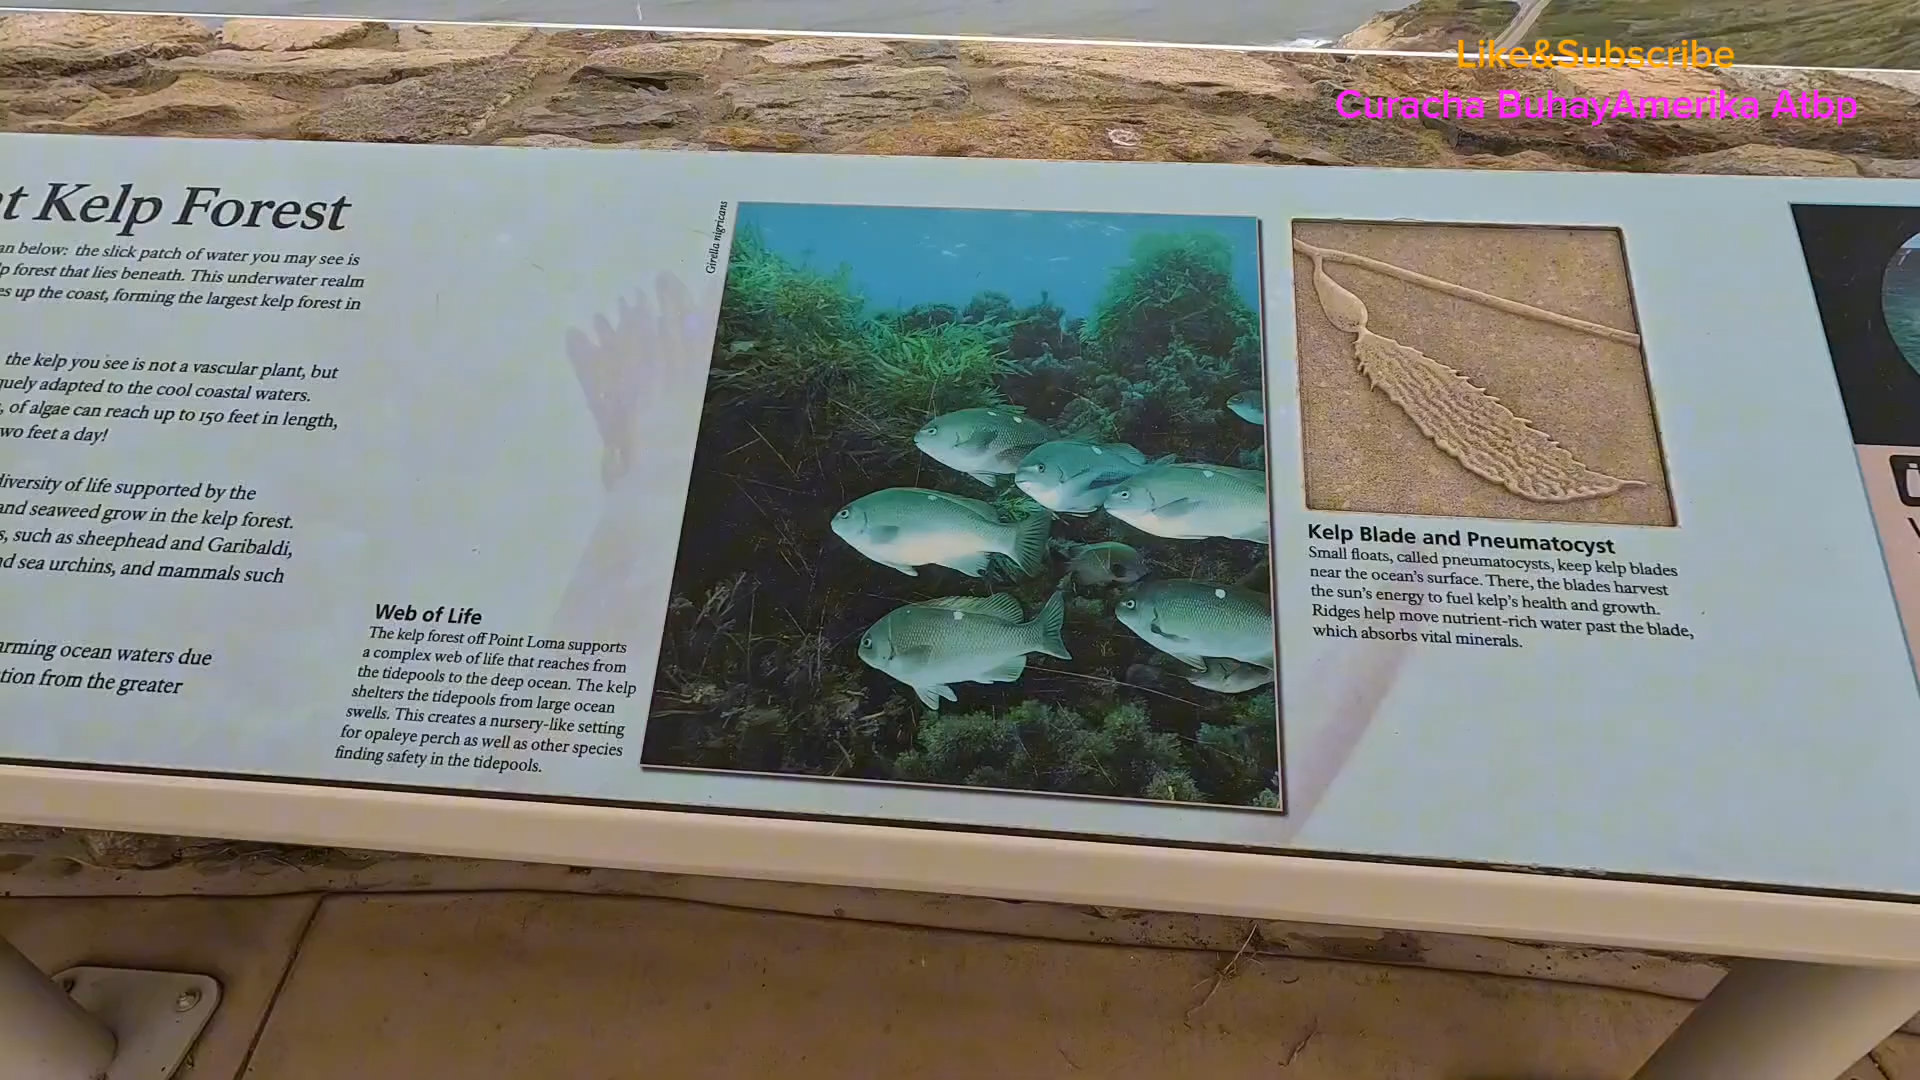 Like&Subscribe
Curacha BuhayAmerika Atbp
Kelp Forest
below: the slick patch of water you may see is
forest that lies beneath. This underwater realm
up the coast, forming the largest kelp forest in
the kelp you see is not a vascular plant, but
adapted to the cool coastal waters.
of algae can reach up to 150 feet in length,
feet a day!
of life supported by the
and seaweed grow in the kelp forest.
such as sheephead and Garibaldi,
sea urchins, and mammals such
ocean waters due
from the greater
Web of Life
The kelp forest off Point Loma supports
a complex web of life that reaches from
the tidepools to the deep ocean. The kelp
shelters the tidepools from large ocean
swells. This creates a nursery-like setting
for opaleye perch as well as other species
finding safety in the tidepools.
Girella nigricans
Kelp Blade and Pneumatocyst
Small floats, called pneumatocysts, keep kelp blades
near the ocean's surface. There, the blades harvest
the sun's energy to fuel kelp's health and growth.
Ridges help move nutrient-rich water past the blade,
which absorbs vital minerals.